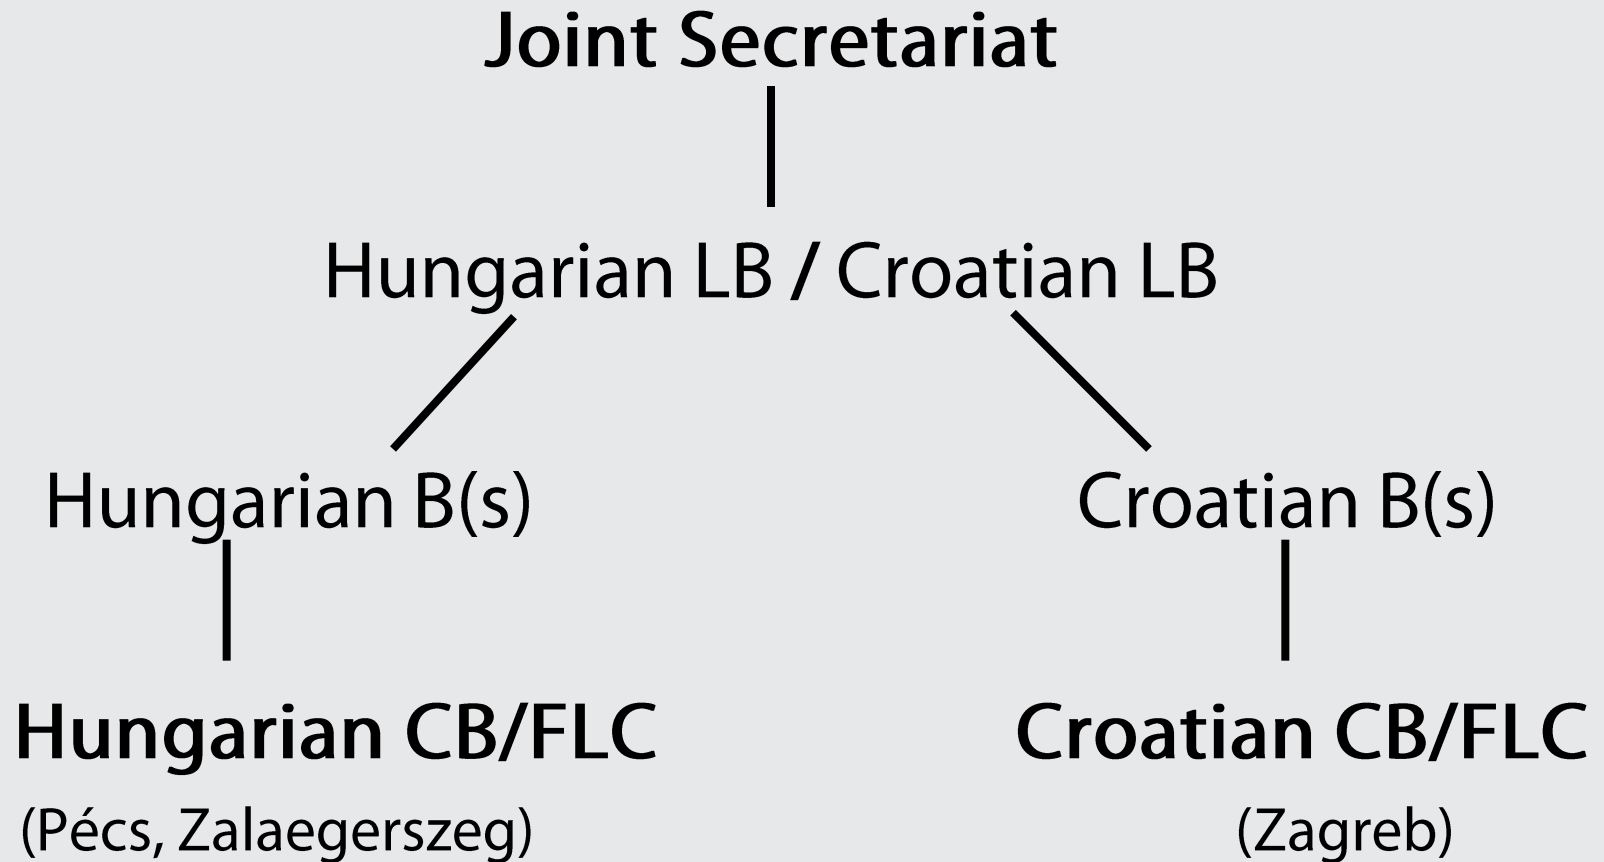 Joint Secretariat
Hungarian LB / Croatian LB
Hungarian B(s)
Croatian B(s)
Hungarian CB/FLC
Croatian CB/FLC
(Pécs, Zalaegerszeg)
(Zagreb)